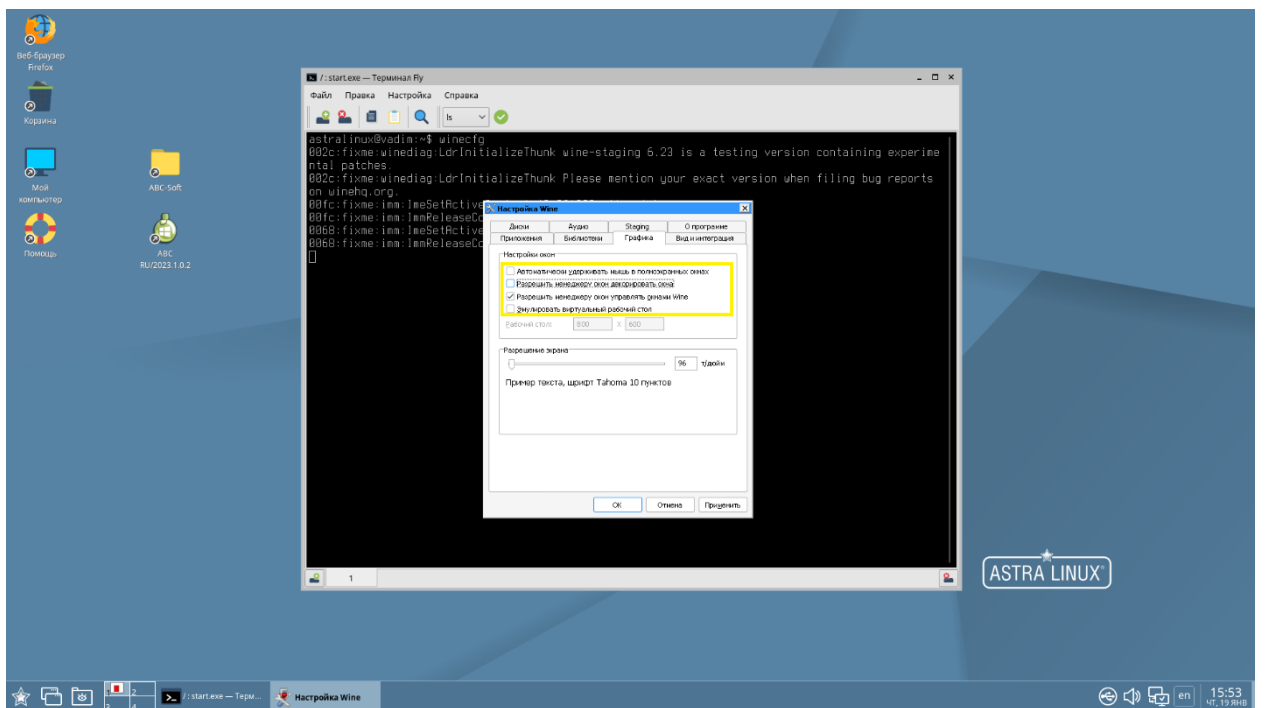 Веб-браузер
Firefox
Корзина
Мой
компьютер
ABC-Soft
Помощь
ABC
RU/2023.1.0.2
/ : start.exe — Терминал Fly
Файл Правка Настройка Справка
ls
astralinux@vadim:~$ winecfg
002c:fixme:winediag:LdrInitializeThunk wine-staging 6.23 is a testing version containing experime
ntal patches.
002c:fixme:winediag:LdrInitializeThunk Please mention your exact version when filing bug reports
on winehq.org.
00fc:fixme:imm:ImeSetActive
00fc:fixme:imm:ImmReleaseCo
0068:fixme:imm:ImeSetActive
0068:fixme:imm:ImmReleaseCo
Настройка Wine
Диски Аудио Staging О программе
Приложения Библиотеки Графика Вид и интеграция
Настройки окон
Автоматически удерживать мышь в полноэкранных окнах
Разрешить менеджеру окон декорировать окна
Разрешить менеджеру окон управлять окнами Wine
Эмулировать виртуальный рабочий стол
Рабочий стол: 800 X 600
Разрешение экрана
96 т/дюйм
Пример текста, шрифт Tahoma 10 пунктов
ОК Отмена Применить
1
ASTRA LINUX®
2
3 4
/ : start.exe — Терм...
Настройка Wine
en
15:53
ЧТ, 19 ЯНВ